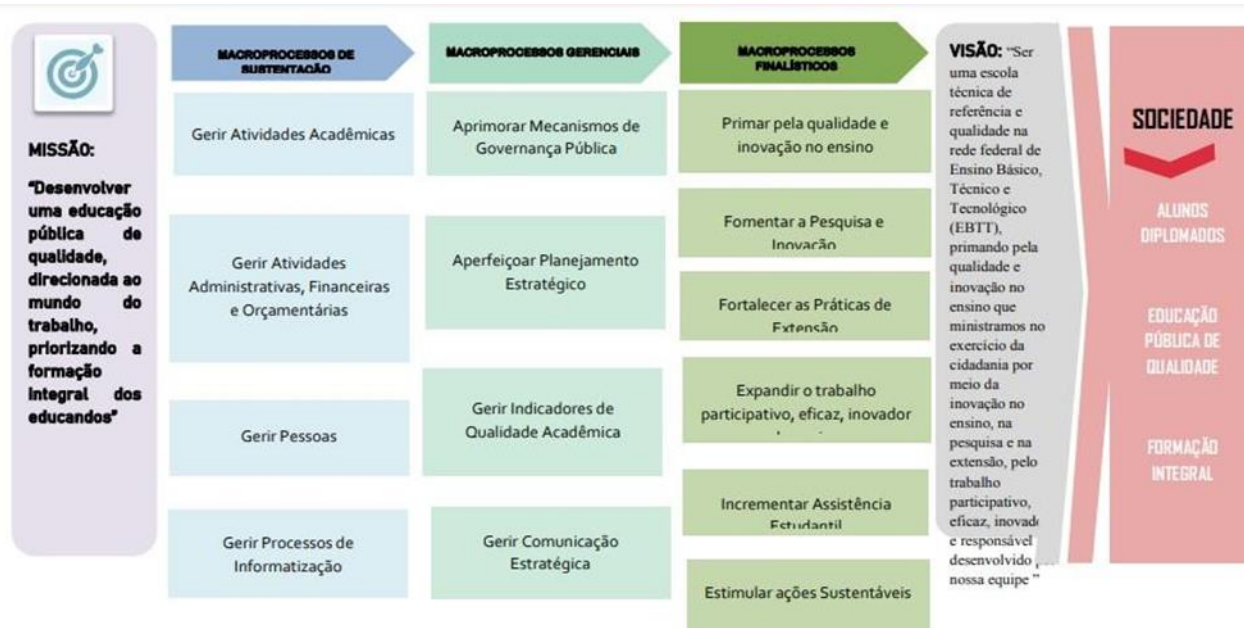 MISSÃO:
"Desenvolver
uma educação
pública de
qualidade,
direcionada ao
mundo do
trabalho,
priorizando a
formação
integral dos
educandos"
MACROPROCESSOS DE
SUSTENTAÇÃO
Gerir Atividades Acadêmicas
Gerir Atividades
Administrativas, Financeiras
e Orçamentárias
Gerir Pessoas
Gerir Processos de
Informatização
MACROPROCESSOS GERENCIAIS
Aprimorar Mecanismos de
Governança Pública
Aperfeiçoar Planejamento
Estratégico
Gerir Indicadores de
Qualidade Acadêmica
Gerir Comunicação
Estratégica
MACROPROCESSOS
FINALÍSTICOS
Primar pela qualidade e
inovação no ensino
Fomentar a Pesquisa e
Inovação
Fortalecer as Práticas de
Extensão
Expandir o trabalho
participativo, eficaz, inovador
Incrementar Assistência
Estudantil
Estimular ações Sustentáveis
VISÃO: "Ser
uma escola
técnica de
referência e
qualidade na
rede federal de
Ensino Básico,
Técnico e
Tecnológico
(EBTT),
primando pela
qualidade e
inovação no
ensino que
ministramos no
exercício da
cidadania por
meio da
inovação no
ensino, na
pesquisa e na
extensão, pelo
trabalho
participativo,
eficaz,
e responsável
desenvolvido
nossa equipe "
SOCIEDADE
ALUNOS
DIPLOMADOS
EDUCAÇÃO
PÚBLICA DE
QUALIDADE
FORMAÇÃO
INTEGRAL